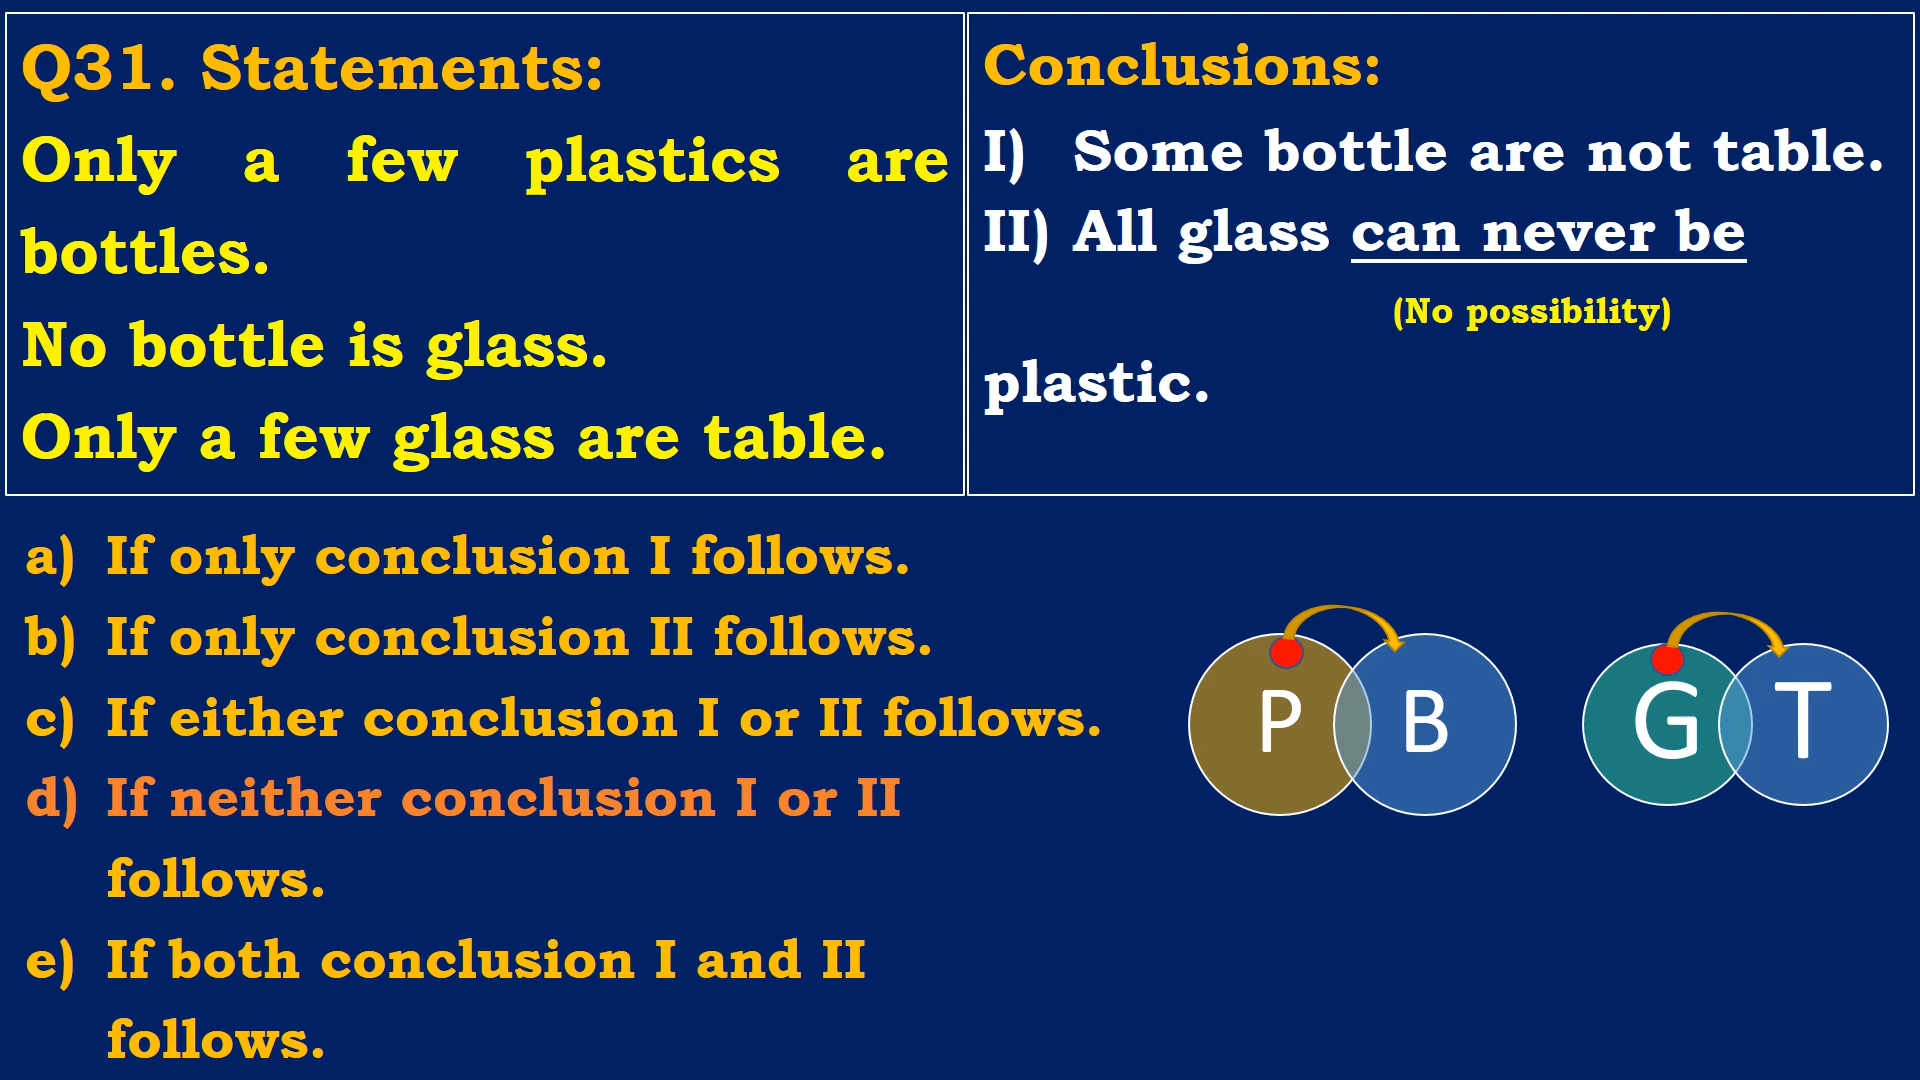 Q31. Statements:
Only a few plastics are
bottles.
No bottle is glass.
Only a few glass are table.
Conclusions:
I) Some bottle are not table.
II) All glass can never be
(No possibility)
plastic.
a) If only conclusion I follows.
b) If only conclusion II follows.
c) If either conclusion I or II follows.
d) If neither conclusion I or II
follows.
e) If both conclusion I and II
follows.
P B G T